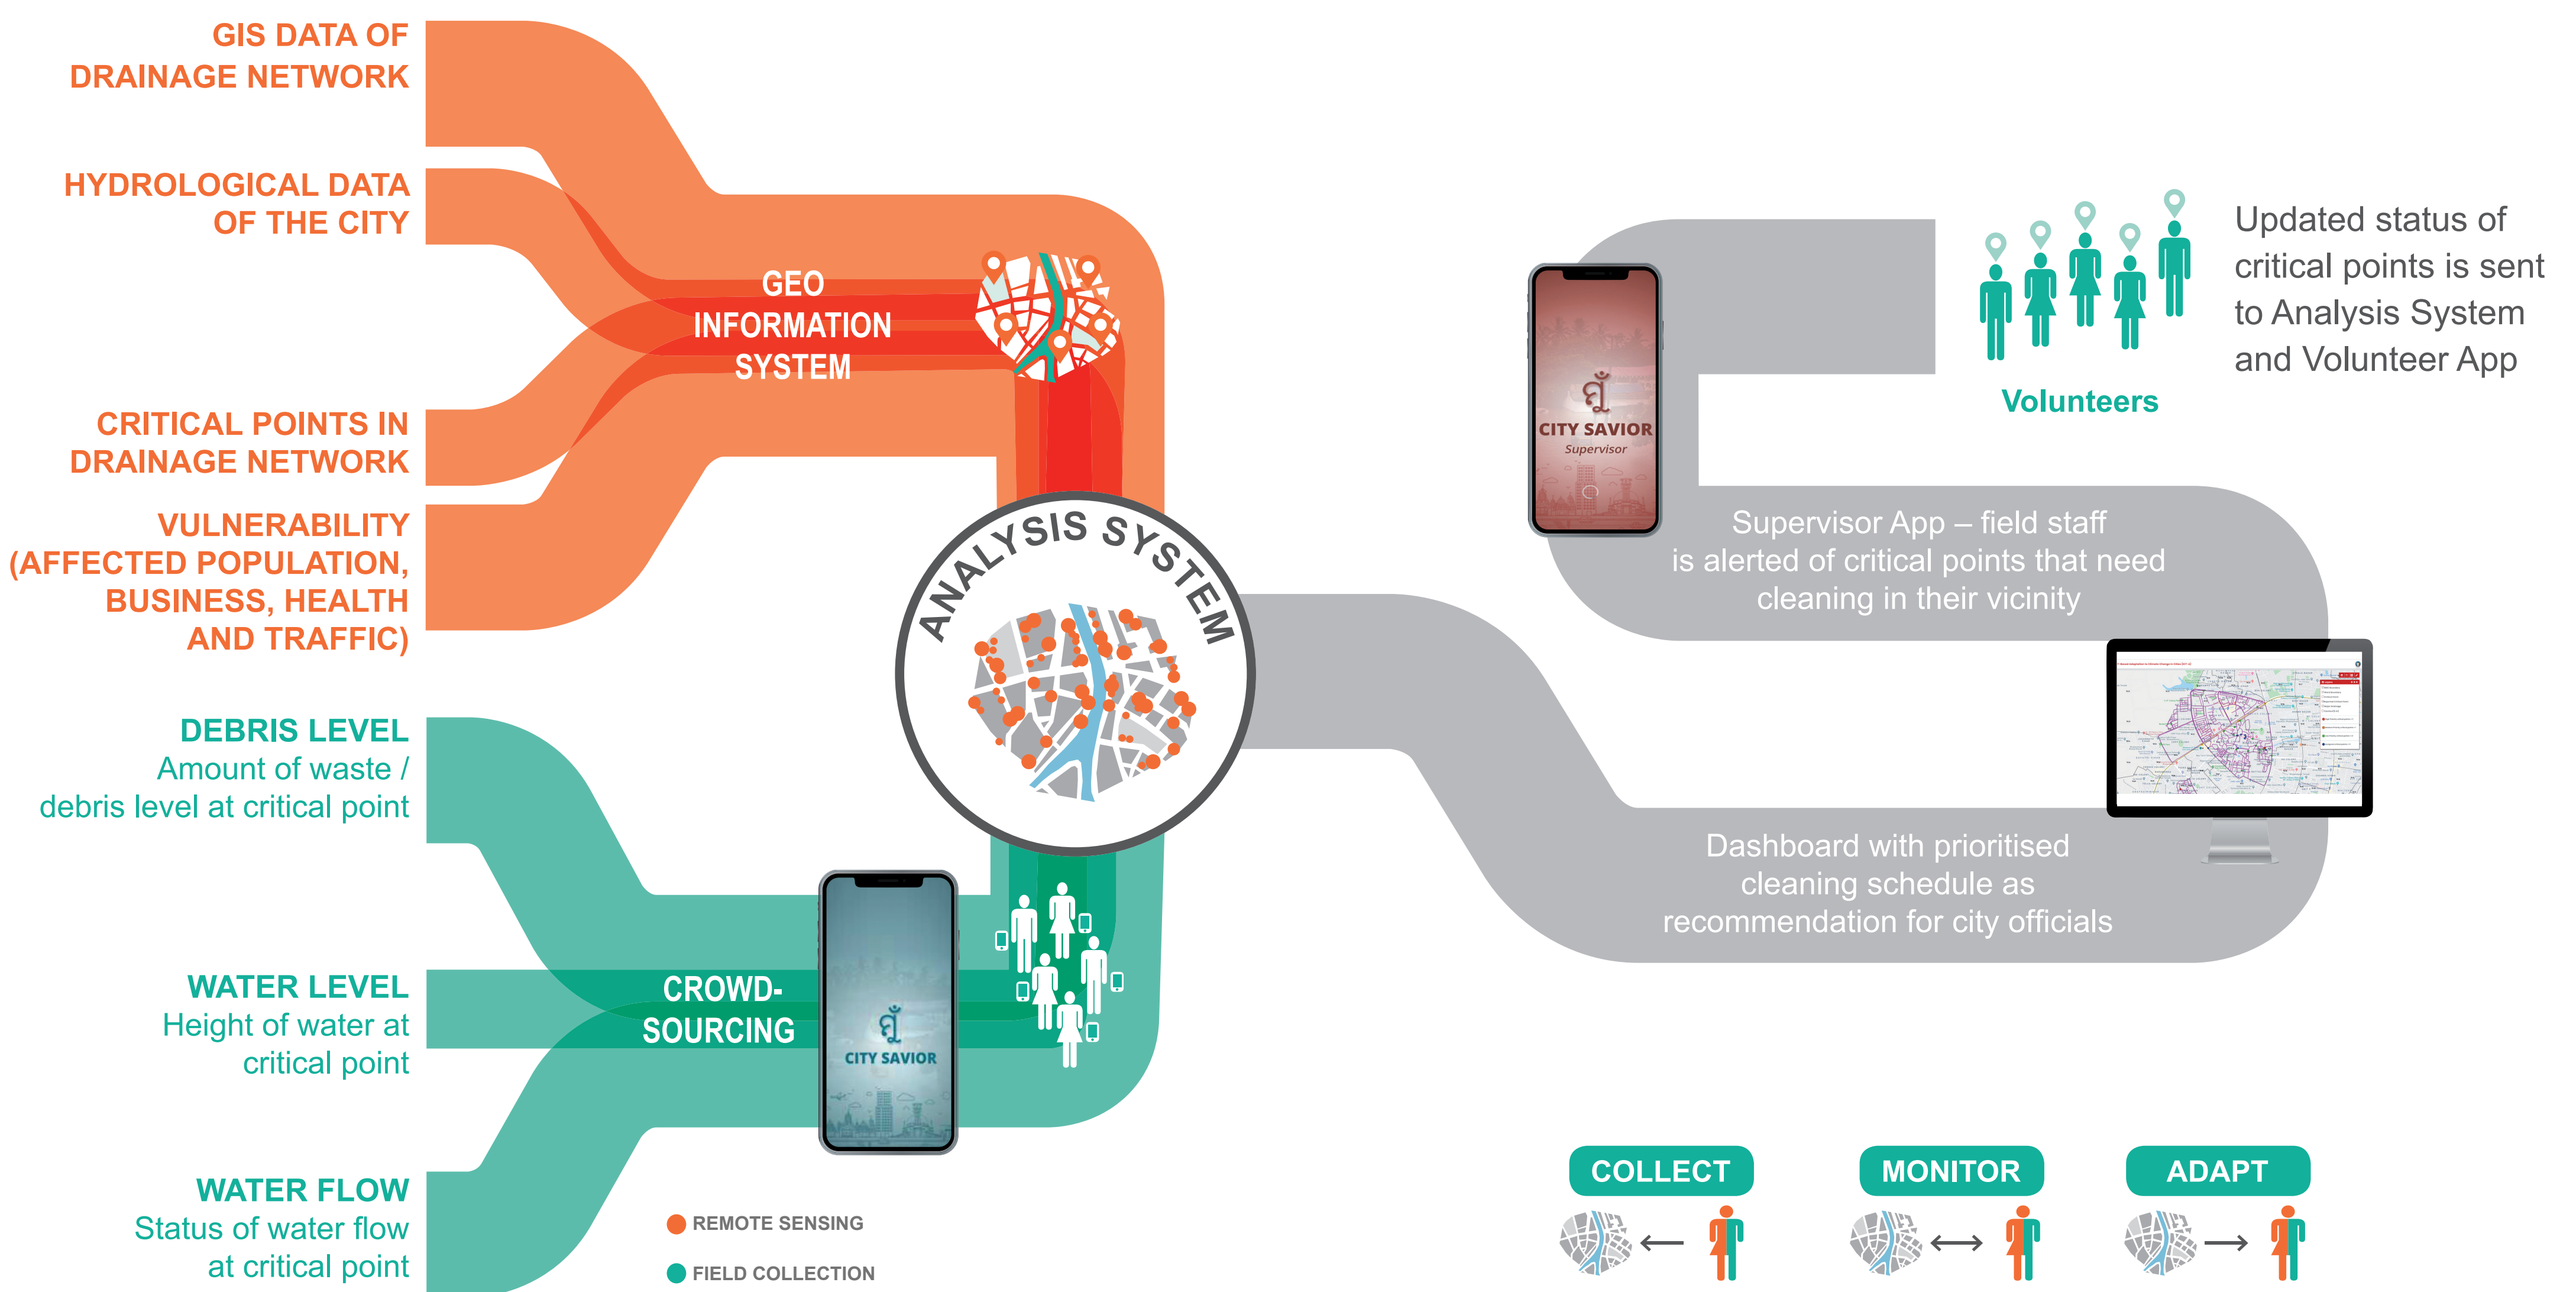 GIS DATA OF
DRAINAGE NETWORK
HYDROLOGICAL DATA
OF THE CITY
CRITICAL POINTS IN
DRAINAGE NETWORK
VULNERABILITY
(AFFECTED POPULATION,
BUSINESS, HEALTH
AND TRAFFIC)
DEBRIS LEVEL
Amount of waste /
debris level at critical point
WATER LEVEL
Height of water at
critical point
WATER FLOW
Status of water flow
at critical point
GEO
INFORMATION
SYSTEM
CROWD-
SOURCING
CITY SAVIOR
ANALYSIS SYSTEM
REMOTE SENSING
FIELD COLLECTION
CITY SAVIOR
Supervisor
Volunteers
Updated status of
critical points is sent
to Analysis System
and Volunteer App
Supervisor App – field staff
is alerted of critical points that need
cleaning in their vicinity
Dashboard with prioritised
cleaning schedule as
recommendation for city officials
COLLECT
MONITOR
ADAPT